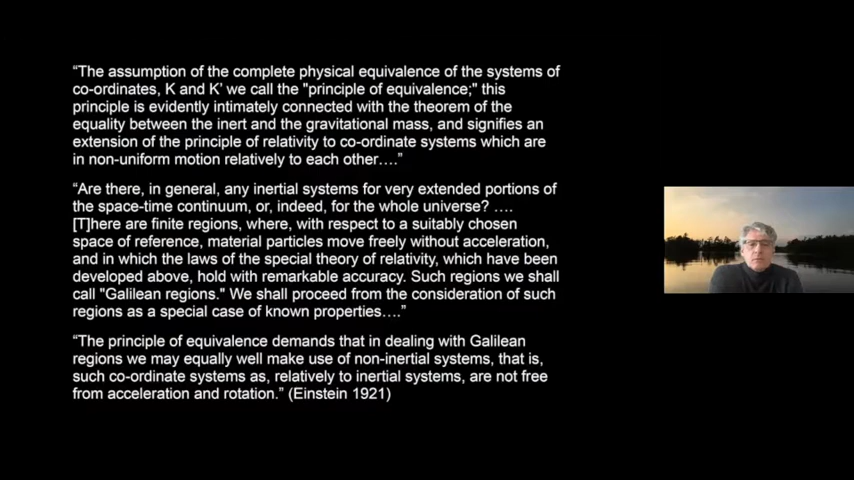 “The assumption of the complete physical equivalence of the systems of
co-ordinates, K and K’ we call the "principle of equivalence;" this
principle is evidently intimately connected with the theorem of the
equality between the inert and the gravitational mass, and signifies an
extension of the principle of relativity to co-ordinate systems which are
in non-uniform motion relatively to each other….”
“Are there, in general, any inertial systems for very extended portions of
the space-time continuum, or, indeed, for the whole universe? ….
[T]here are finite regions, where, with respect to a suitably chosen
space of reference, material particles move freely without acceleration,
and in which the laws of the special theory of relativity, which have been
developed above, hold with remarkable accuracy. Such regions we shall
call "Galilean regions." We shall proceed from the consideration of such
regions as a special case of known properties….”
“The principle of equivalence demands that in dealing with Galilean
regions we may equally well make use of non-inertial systems, that is,
such co-ordinate systems as, relatively to inertial systems, are not free
from acceleration and rotation.” (Einstein 1921)